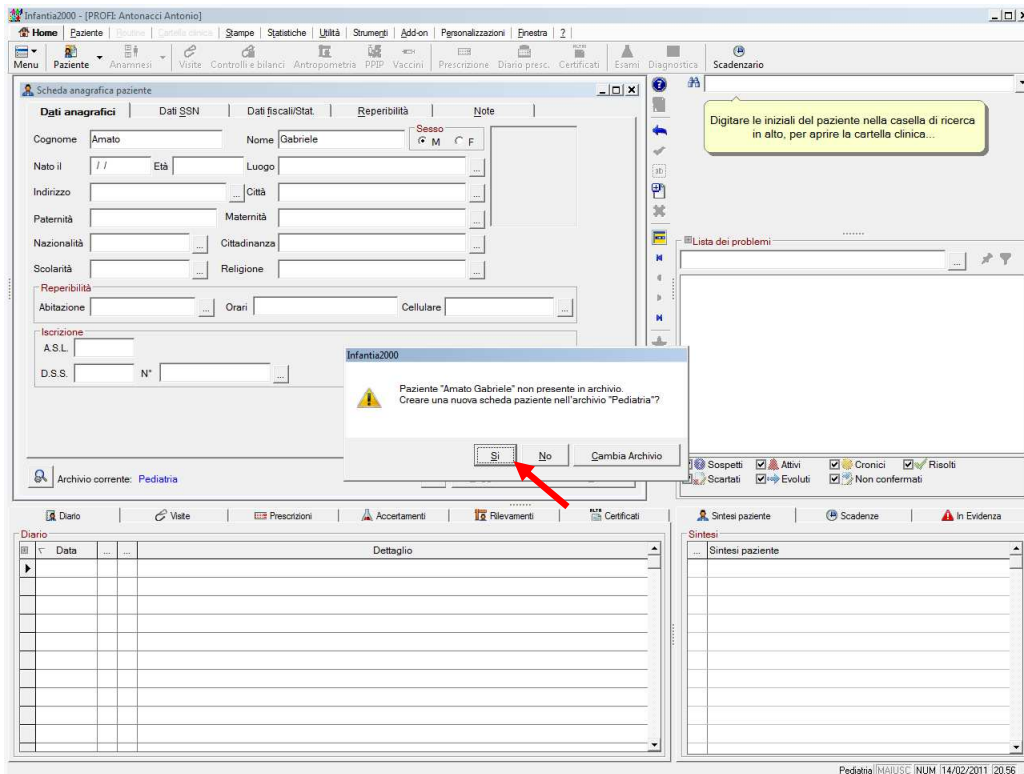 Infantia2000 - [PROFI: Antonacci Antonio]
Home Paziente Routine Cartella clinica Stampe Statistiche Utilità Strumenti Add-on Personalizzazioni Finestra ?
Menu Paziente Anamnesi Visite Controlli e bilanci Antropometria PPIP Vaccini Prescrizione Diario presc. Certificati Esami Diagnostica Scadenzario
Scheda anagrafica paziente
Dati anagrafici Dati SSN Dati fiscali/Stat. Reperibilità Note
Cognome Amato Nome Gabriele Sesso M F
Nato il / / Età Luogo ...
Indirizzo ... Città ...
Paternità Maternità ...
Nazionalità ... Cittadinanza ...
Scolarità ... Religione ...
Reperibilità
Abitazione ... Orari Cellulare ...
Iscrizione
A.S.L.
D.S.S. N° ...
Archivio corrente: Pediatria
Digitare le iniziali del paziente nella casella di ricerca
in alto, per aprire la cartella clinica...
Lista dei problemi
...
Infantia2000
Paziente "Amato Gabriele" non presente in archivio.
Creare una nuova scheda paziente nell'archivio "Pediatria"?
Si No Cambia Archivio
Sospetti Attivi Cronici Risolti
Scartati Evoluti Non confermati
Diario Visite Prescrizioni Accertamenti Rilevamenti Certificati
Sintesi paziente Scadenze In Evidenza
Diario
Data ... ... Dettaglio
Sintesi
... Sintesi paziente
Pediatria MAIUSC NUM 14/02/2011 20.56